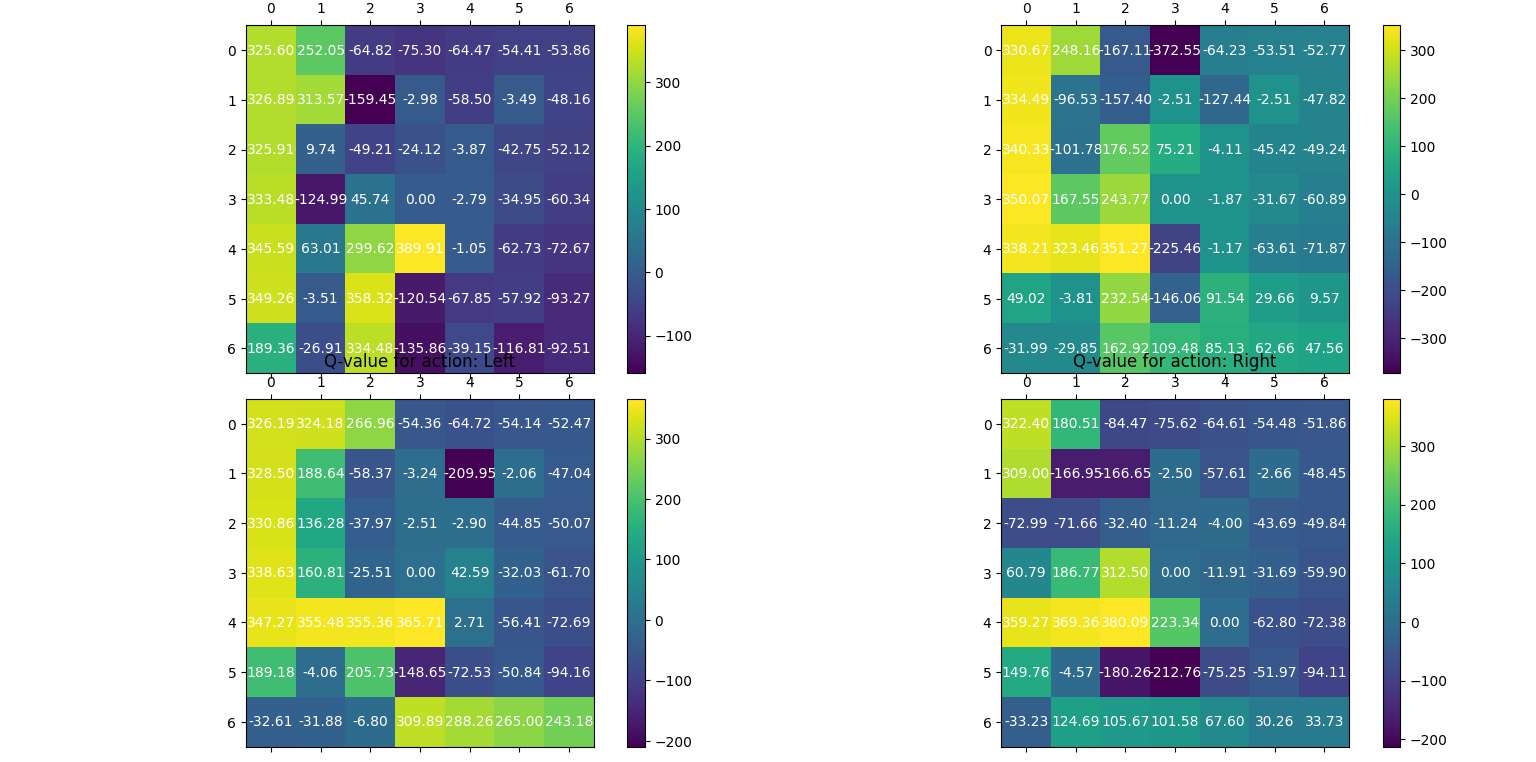 0 1 2 3 4 5 6
0 325.60 252.05 -64.82 -75.30 -64.47 -54.41 -53.86
1 326.89 313.57 -159.45 -2.98 -58.50 -3.49 -48.16
2 325.91 9.74 -49.21 -24.12 -3.87 -42.75 -52.12
3 333.48 -124.99 45.74 0.00 -2.79 -34.95 -60.34
4 345.59 63.01 299.62 389.91 -1.05 -62.73 -72.67
5 349.26 -3.51 358.32 -120.54 -67.85 -57.92 -93.27
6 189.36 -26.91 334.48 -135.86 -39.15 -116.81 -92.51
300
200
100
0
−100
0 1 2 3 4 5 6
0 330.67 248.16 -167.11 -372.55 -64.23 -53.51 -52.77
1 334.49 -96.53 -157.40 -2.51 -127.44 -2.51 -47.82
2 340.33 -101.78 176.52 75.21 -4.11 -45.42 -49.24
3 350.07 167.55 243.77 0.00 -1.87 -31.67 -60.89
4 338.21 323.46 351.27 -225.46 -1.17 -63.61 -71.87
5 49.02 -3.81 232.54 -146.06 91.54 29.66 9.57
6 -31.99 -29.85 162.92 109.48 85.13 62.66 47.56
300
200
100
0
−100
−200
−300
Q-value for action: Left
0 1 2 3 4 5 6
0 326.19 324.18 266.96 -54.36 -64.72 -54.14 -52.47
1 328.50 188.64 -58.37 -3.24 -209.95 -2.06 -47.04
2 330.86 136.28 -37.97 -2.51 -2.90 -44.85 -50.07
3 338.63 160.81 -25.51 0.00 42.59 -32.03 -61.70
4 347.27 355.48 355.36 365.71 2.71 -56.41 -72.69
5 189.18 -4.06 205.73 -148.65 -72.53 -50.84 -94.16
6 -32.61 -31.88 -6.80 309.89 288.26 265.00 243.18
300
200
100
0
−100
−200
Q-value for action: Right
0 1 2 3 4 5 6
0 322.40 180.51 -84.47 -75.62 -64.61 -54.48 -51.86
1 309.00 -166.95 -166.65 -2.50 -57.61 -2.66 -48.45
2 -72.99 -71.66 -32.40 -11.24 -4.00 -43.69 -49.84
3 60.79 186.77 312.50 0.00 -11.91 -31.69 -59.90
4 359.27 369.36 380.09 223.34 0.00 -62.80 -72.38
5 149.76 -4.57 -180.26 -212.76 -75.25 -51.97 -94.11
6 -33.23 124.69 105.67 101.58 67.60 30.26 33.73
300
200
100
0
−100
−200